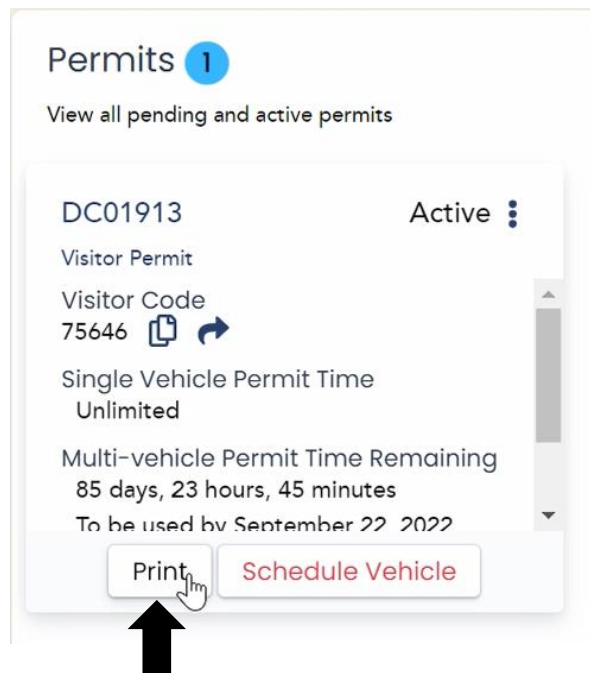 Permits 1
View all pending and active permits
DC01913 Active
Visitor Permit
Visitor Code
75646
Single Vehicle Permit Time
Unlimited
Multi-vehicle Permit Time Remaining
85 days, 23 hours, 45 minutes
To be used by September 22, 2022
Print Schedule Vehicle